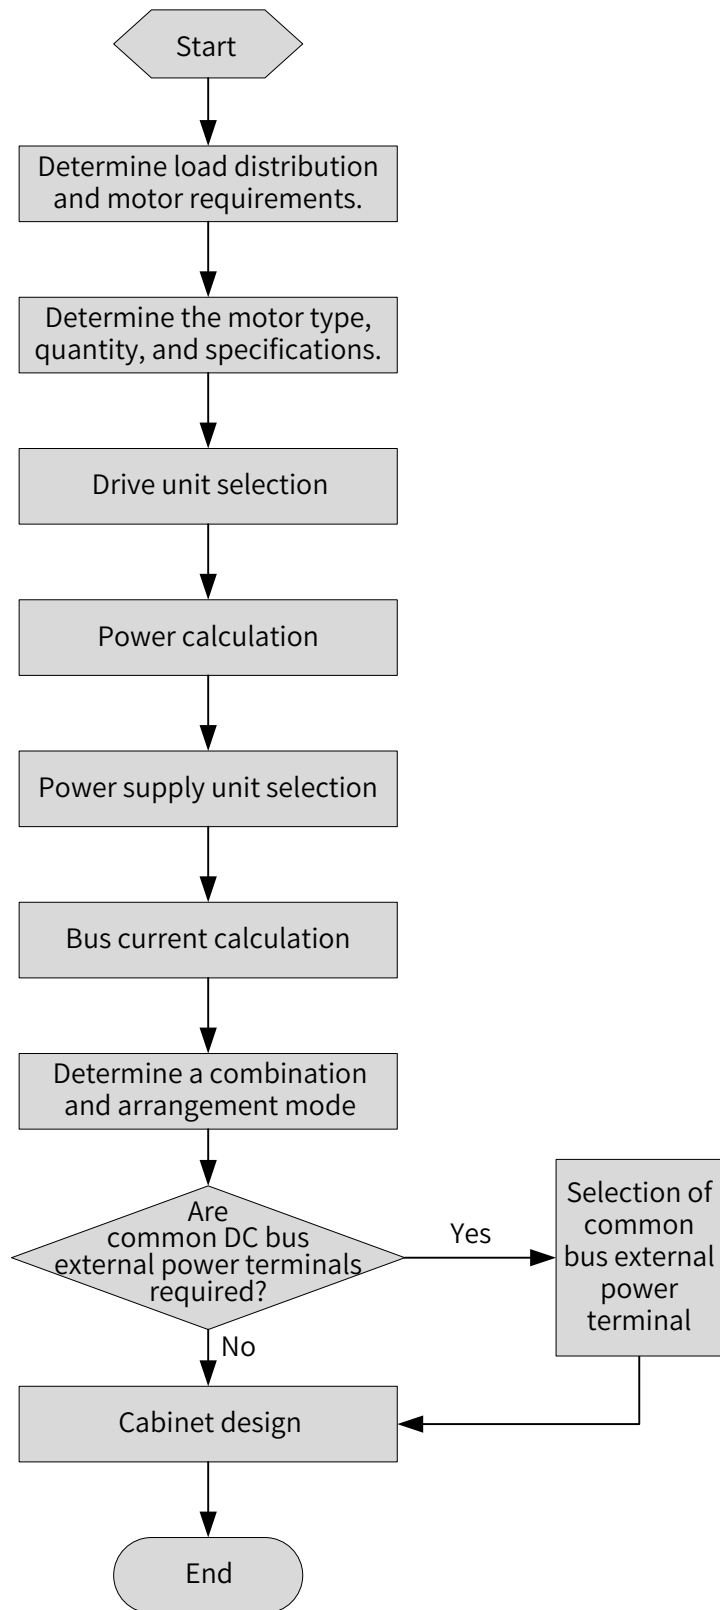 Start
Determine load distribution
and motor requirements.
Determine the motor type,
quantity, and specifications.
Drive unit selection
Power calculation
Power supply unit selection
Bus current calculation
Determine a combination
and arrangement mode
Are
common DC bus
external power terminals
required?
Yes
Selection of
common
bus external
power
terminal
No
Cabinet design
End